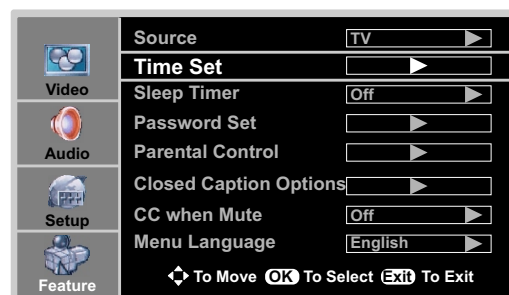 Video
Audio
Setup
Feature
Source TV
Time Set
Sleep Timer Off
Password Set
Parental Control
Closed Caption Options
CC when Mute Off
Menu Language English
To Move OK To Select Exit To Exit